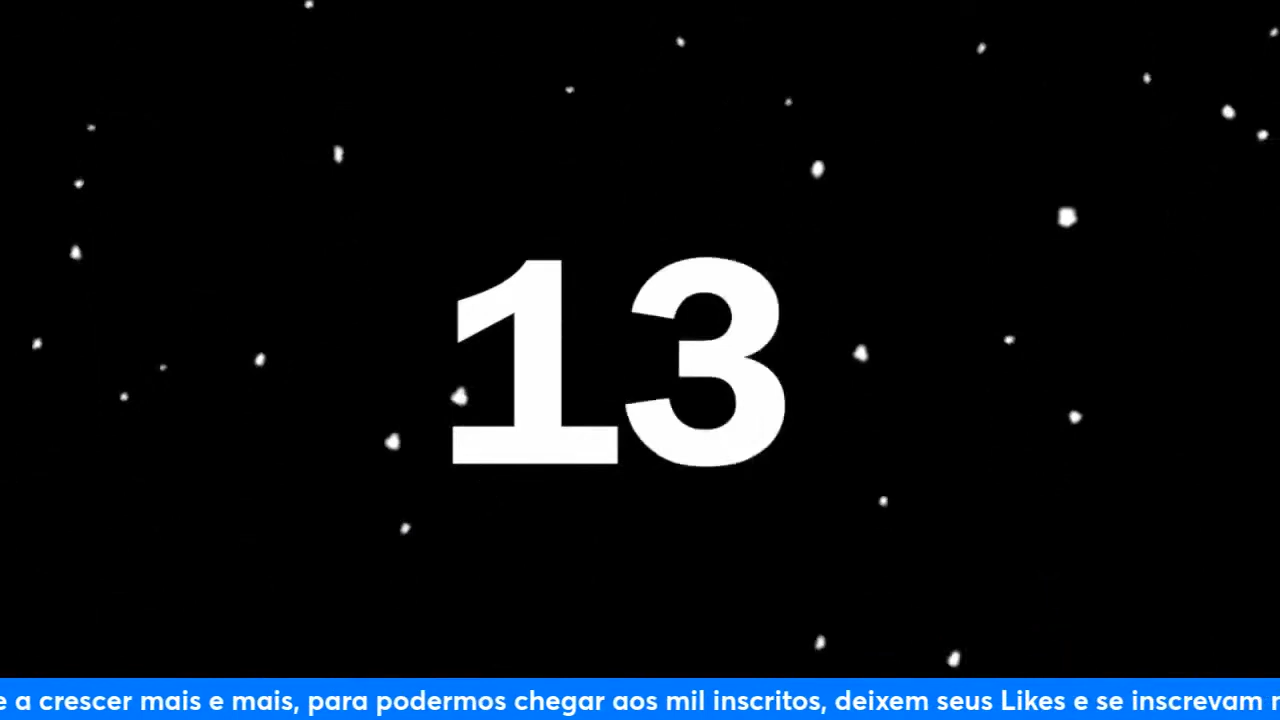 13
e a crescer mais e mais, para podermos chegar aos mil inscritos, deixem seus Likes e se inscrevam